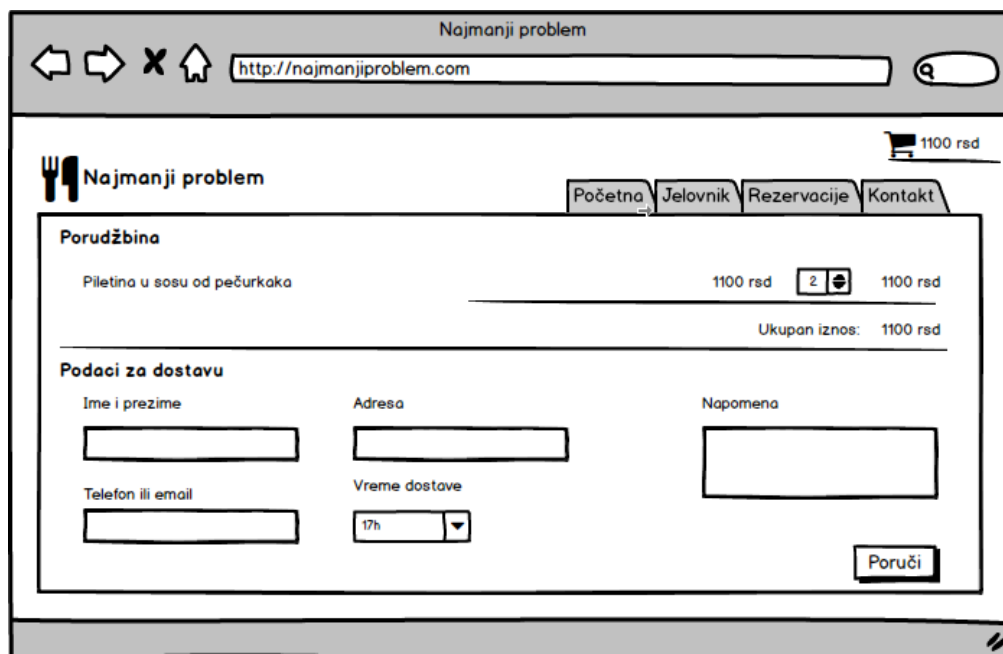 Najmanji problem
http://najmanjiproblem.com
1100 rsd
Najmanji problem
Početna Jelovnik Rezervacije Kontakt
Porudžbina
Piletina u sosu od pečurkaka 1100 rsd 2 1100 rsd
Ukupan iznos: 1100 rsd
Podaci za dostavu
Ime i prezime Adresa Napomena
Telefon ili email Vreme dostave
17h
Poruči